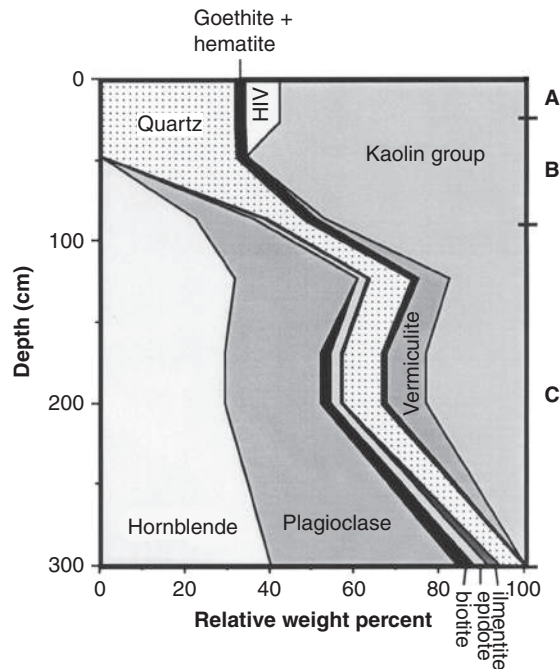 Goethite +
hematite
0
100
200
300
Depth (cm)
Quartz
HIV
Kaolin group
Vermiculite
Hornblende
Plagioclase
A
B
C
0
20
40
60
80
100
biotite
epidote
ilmentite
Relative weight percent